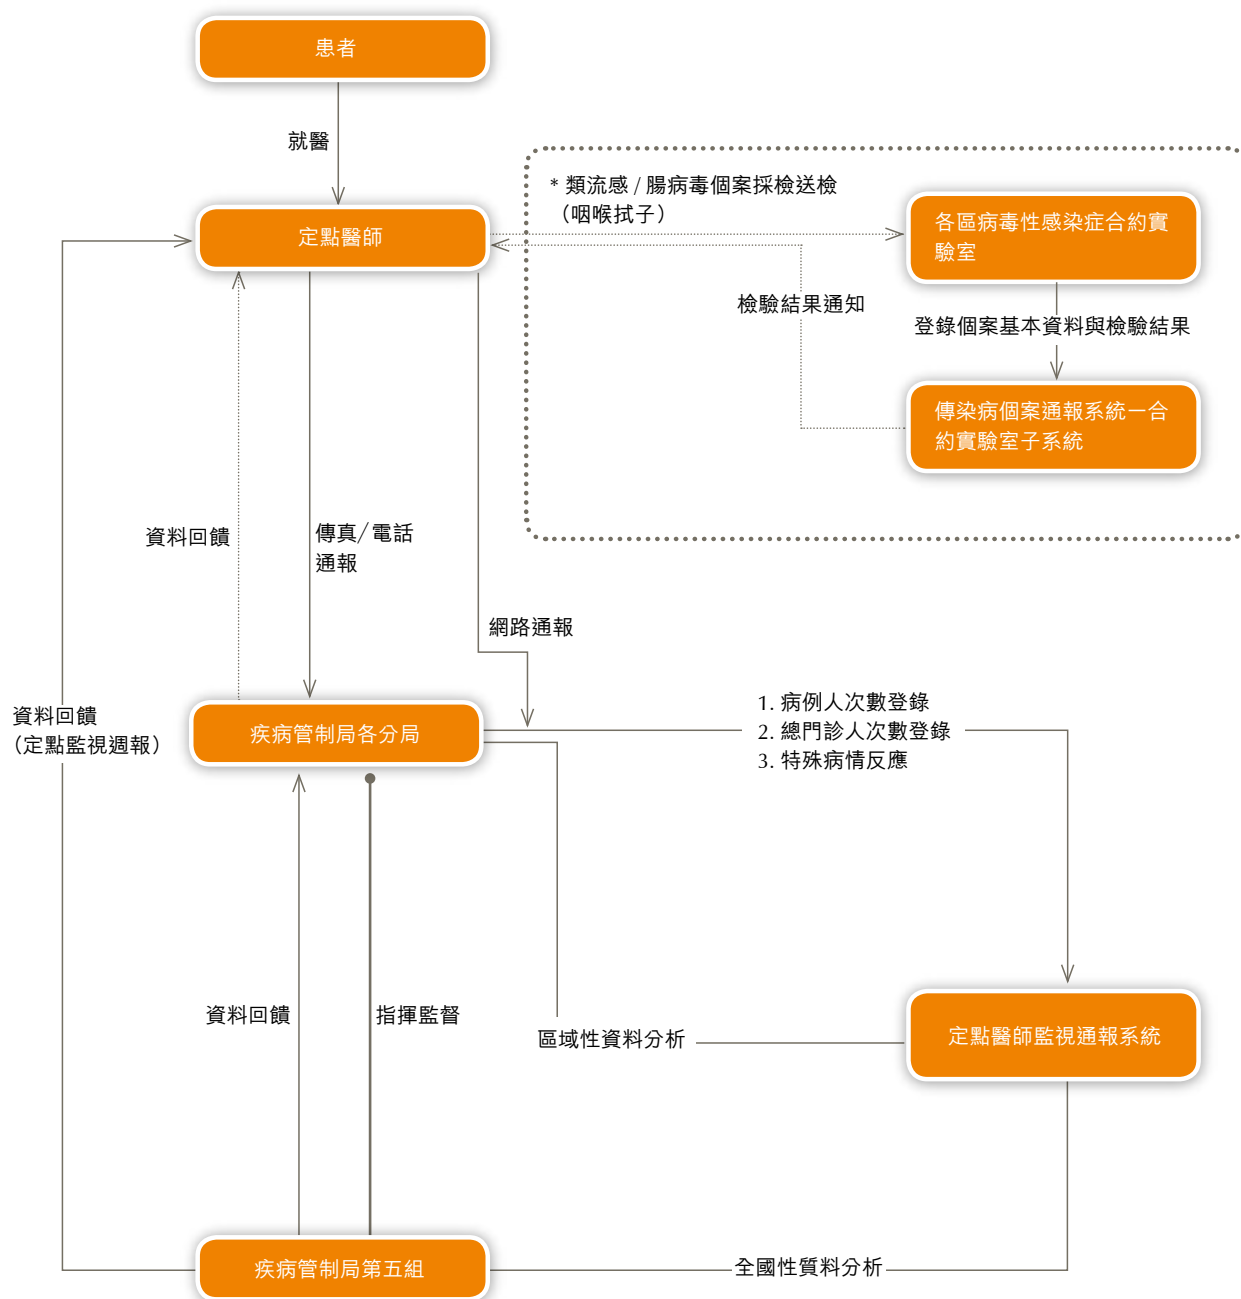 患者
就醫
* 類流感 / 腸病毒個案採檢送檢
（咽喉拭子）
定點醫師
各區病毒性感染症合約實
驗室
檢驗結果通知
登錄個案基本資料與檢驗結果
傳染病個案通報系統－合
約實驗室子系統
資料回饋
傳真/ 電話
通報
網路通報
資料回饋
（定點監視週報）
疾病管制局各分局
1. 病例人次數登錄
2. 總門診人次數登錄
3. 特殊病情反應
資料回饋
指揮監督
區域性資料分析
定點醫師監視通報系統
疾病管制局第五組
全國性質料分析